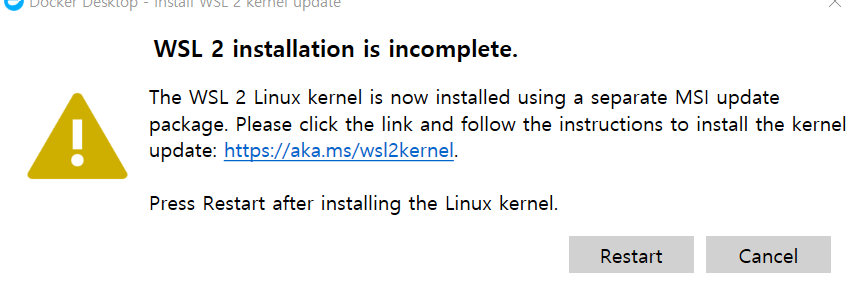 Docker Desktop - Install WSL 2 kernel update
WSL 2 installation is incomplete.
The WSL 2 Linux kernel is now installed using a separate MSI update
package. Please click the link and follow the instructions to install the kernel
update: https://aka.ms/wsl2kernel.
Press Restart after installing the Linux kernel.
Restart
Cancel